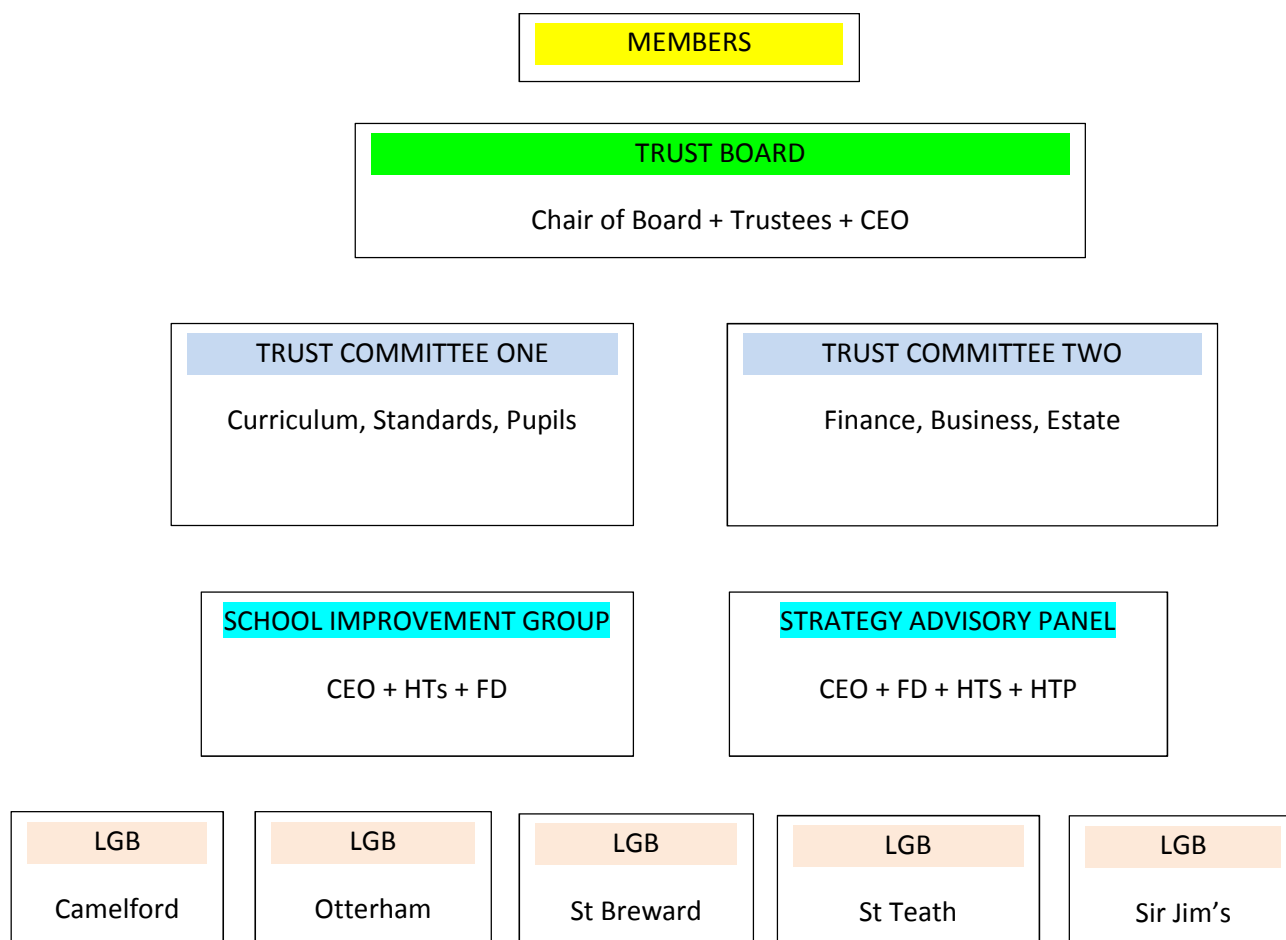 MEMBERS
TRUST BOARD
Chair of Board + Trustees + CEO
TRUST COMMITTEE ONE
Curriculum, Standards, Pupils
TRUST COMMITTEE TWO
Finance, Business, Estate
SCHOOL IMPROVEMENT GROUP
CEO + HTs + FD
STRATEGY ADVISORY PANEL
CEO + FD + HTS + HTP
LGB
Camelford
LGB
Otterham
LGB
St Breward
LGB
St Teath
LGB
Sir Jim’s